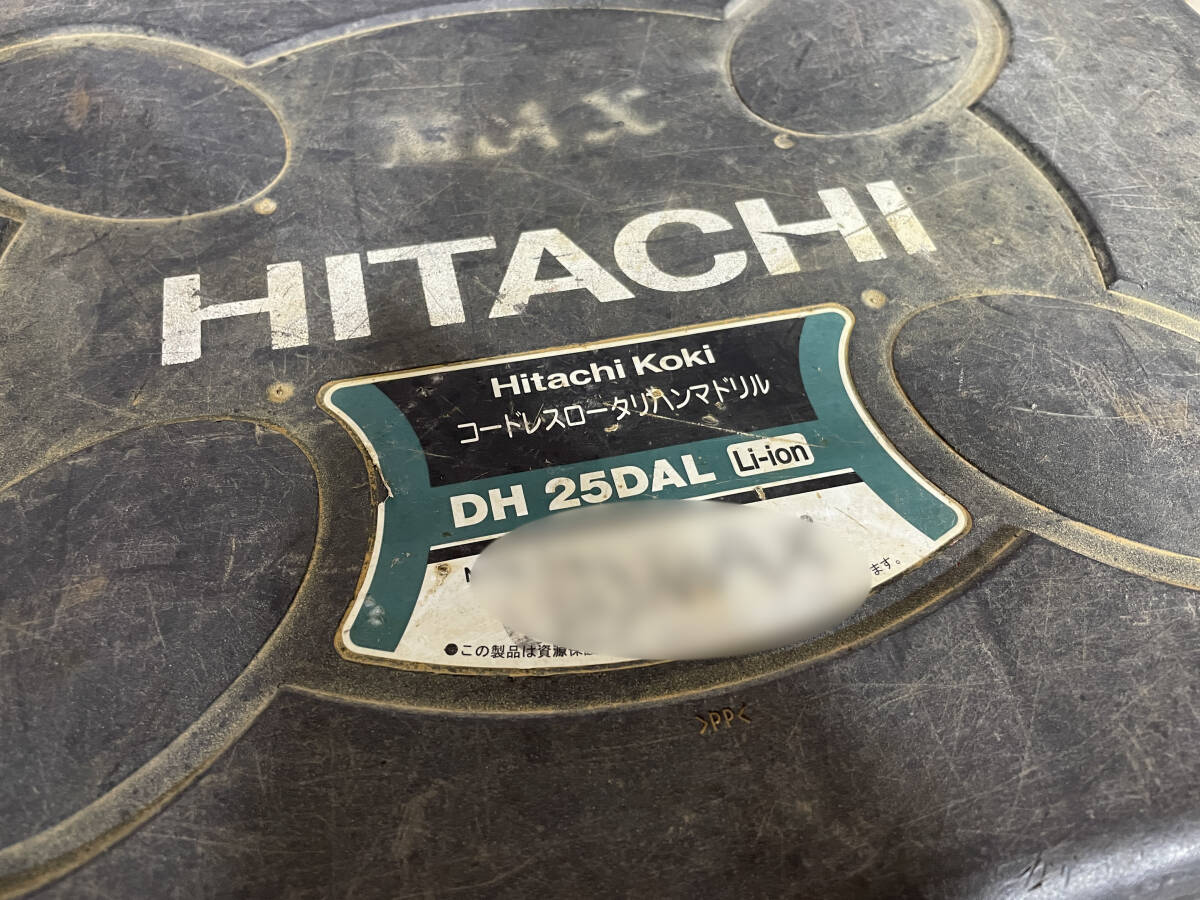 HITACHI
Hitachi Koki
コードレスロータリハンマドリル
DH 25DAL Li-ion
ます。
●この製品は資源
>PP<